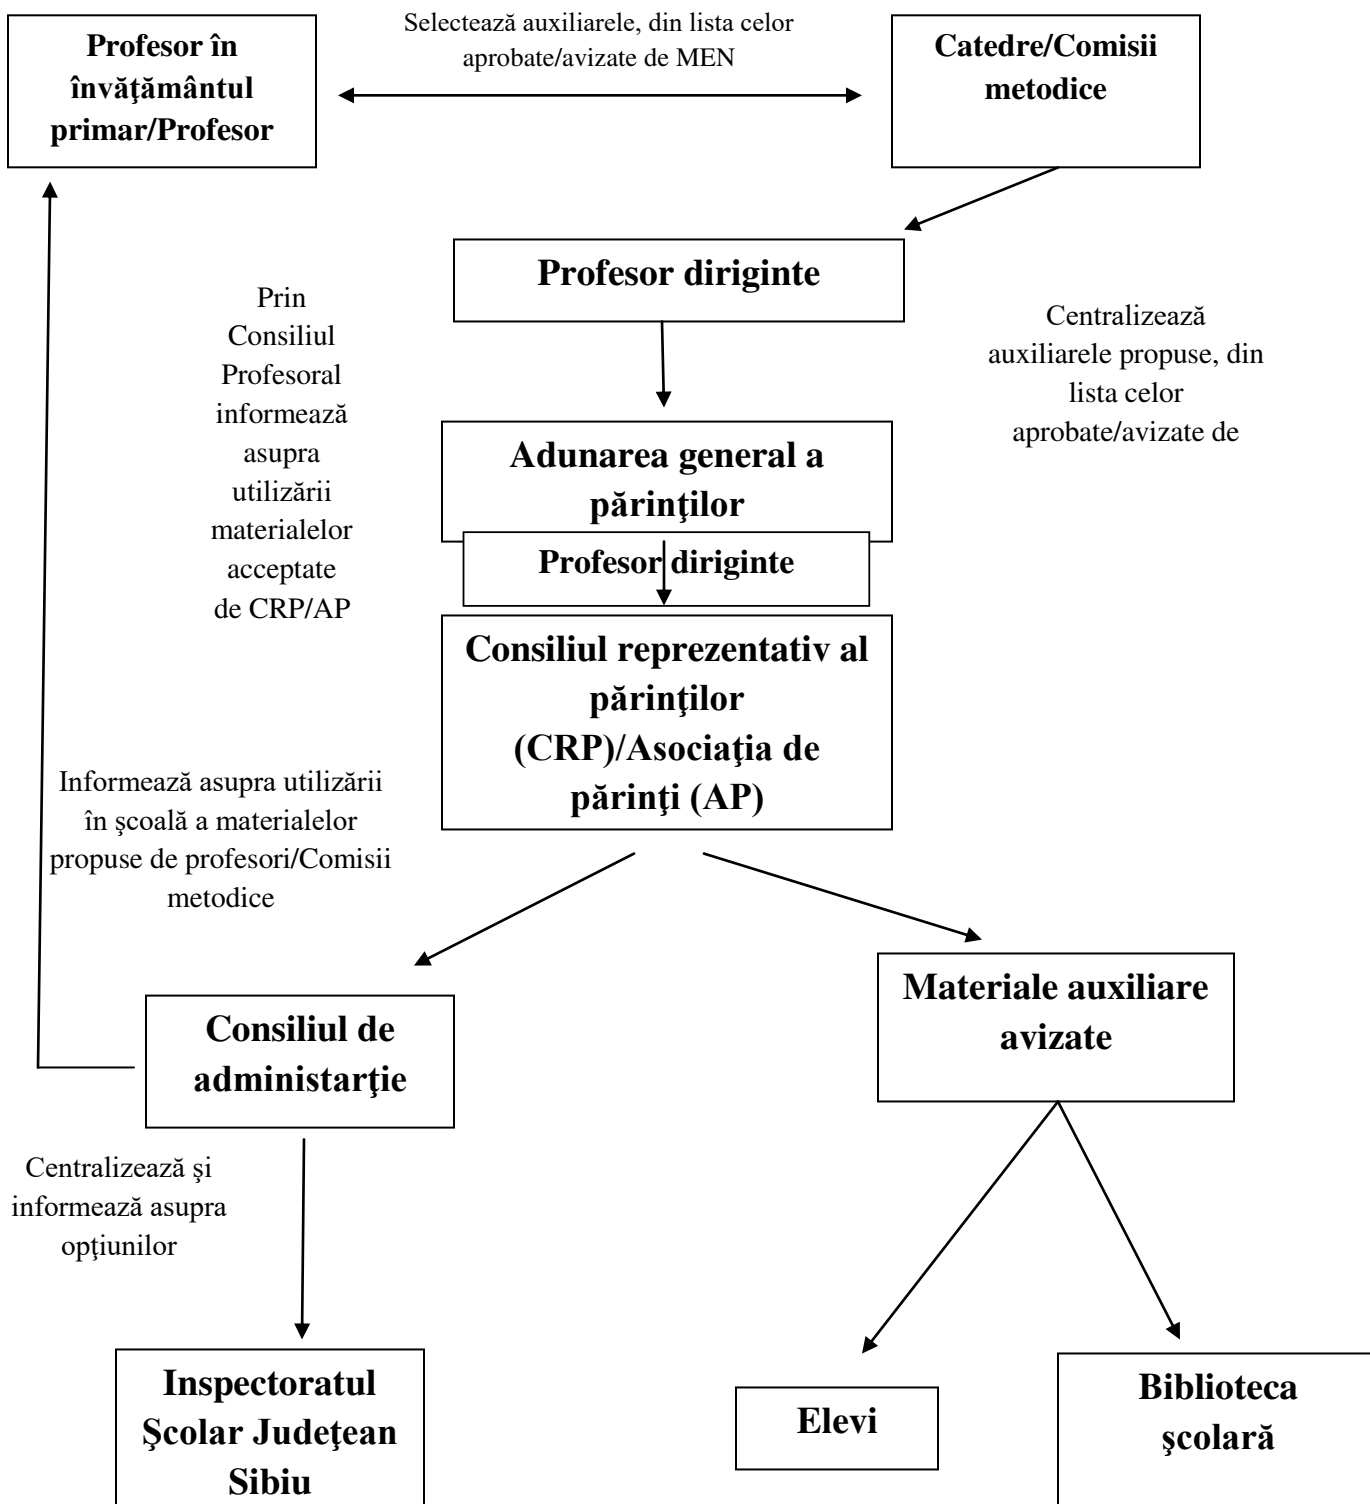 Profesor în
învăţământul
primar/Profesor
Selectează auxiliarele, din lista celor
aprobate/avizate de MEN
Catedre/Comisii
metodice
Profesor diriginte
Prin
Consiliul
Profesoral
informează
asupra
utilizării
materialelor
acceptate
de CRP/AP
Centralizează
auxiliarele propuse, din
lista celor
aprobate/avizate de
Adunarea general a
părinţilor
Profesor diriginte
Consiliul reprezentativ al
părinţilor
(CRP)/Asociaţia de
părinţi (AP)
Informează asupra utilizării
în şcoală a materialelor
propuse de profesori/Comisii
metodice
Consiliul de
administarţie
Materiale auxiliare
avizate
Centralizează şi
informează asupra
opţiunilor
Inspectoratul
Şcolar Judeţean
Sibiu
Elevi
Biblioteca
şcolară